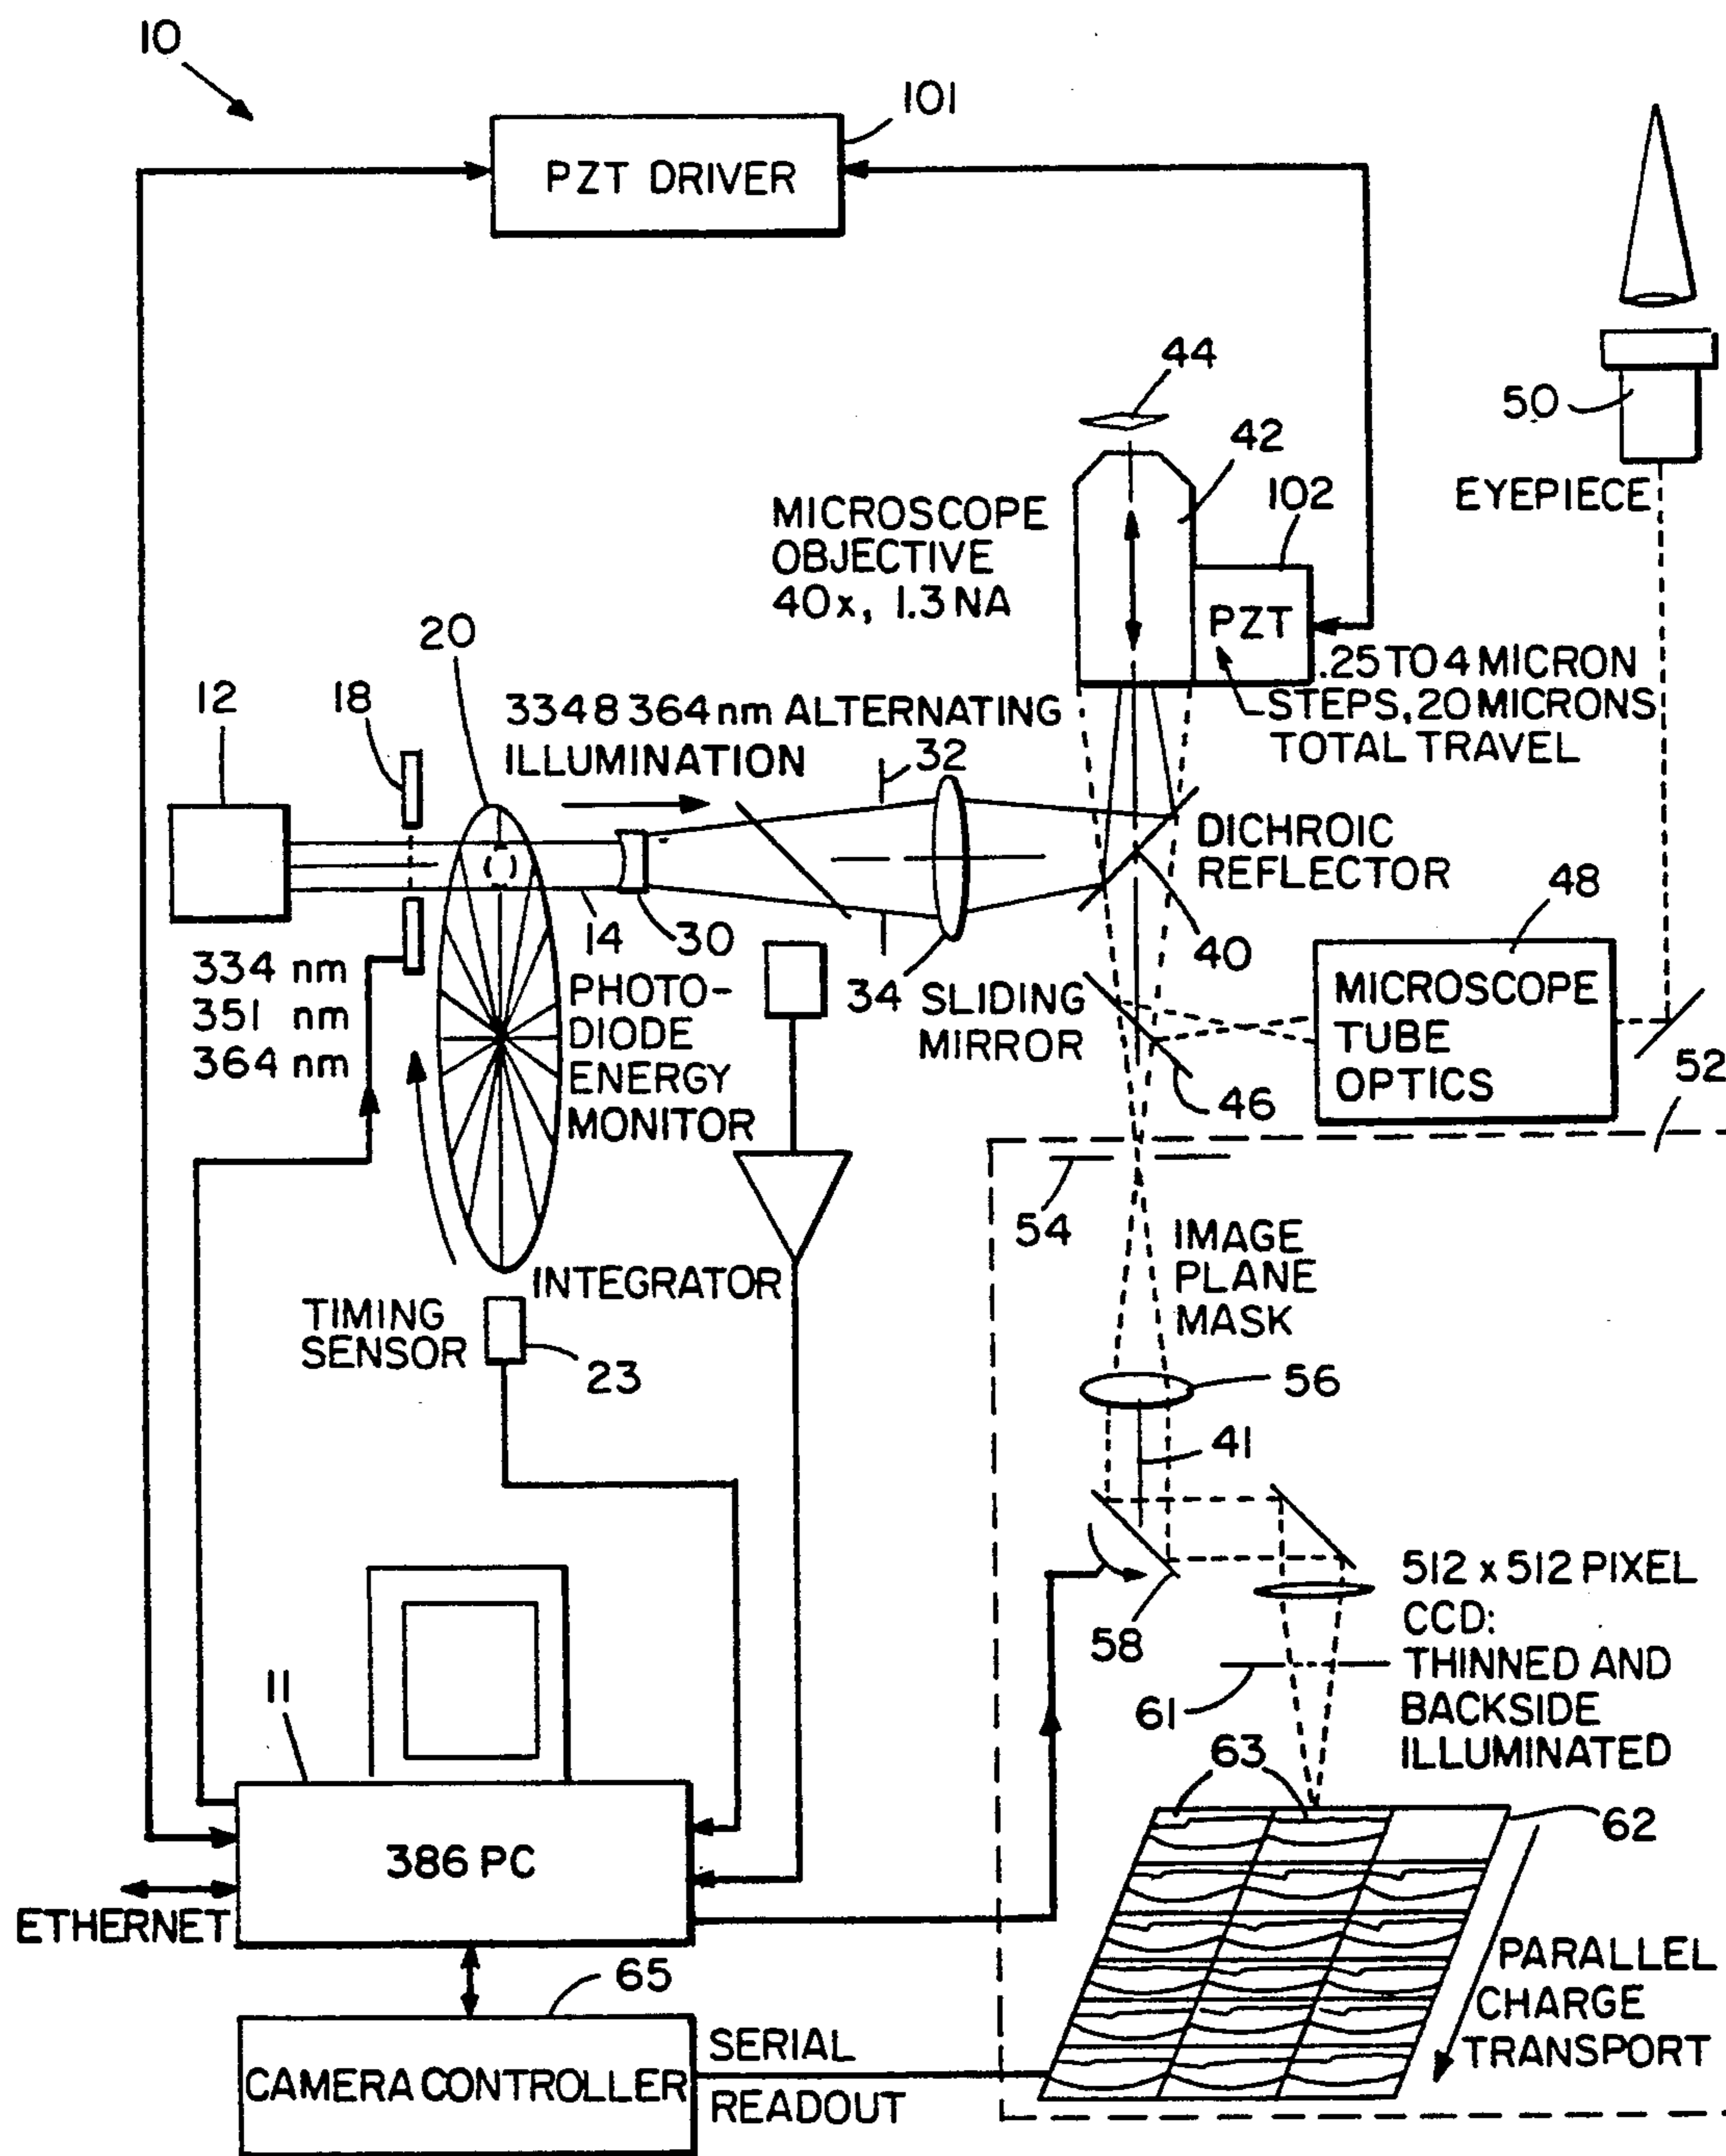 10
101
PZT DRIVER
44
42
50
EYEPIECE
102
MICROSCOPE
OBJECTIVE
40x, 1.3 NA
PZT
.25 TO 4 MICRON
STEPS, 20 MICRONS
TOTAL TRAVEL
20
12
18
3348 364 nm ALTERNATING
ILLUMINATION
32
DICHROIC
REFLECTOR
48
14
30
40
334 nm
351 nm
364 nm
PHOTO-
DIODE
ENERGY
MONITOR
34
SLIDING
MIRROR
MICROSCOPE
TUBE
OPTICS
46
52
54
IMAGE
PLANE
MASK
INTEGRATOR
TIMING
SENSOR
23
56
41
58
512 x 512 PIXEL
CCD:
THINNED AND
BACKSIDE
ILLUMINATED
61
11
63
62
386 PC
ETHERNET
65
PARALLEL
CHARGE
TRANSPORT
CAMERA CONTROLLER
SERIAL
READOUT